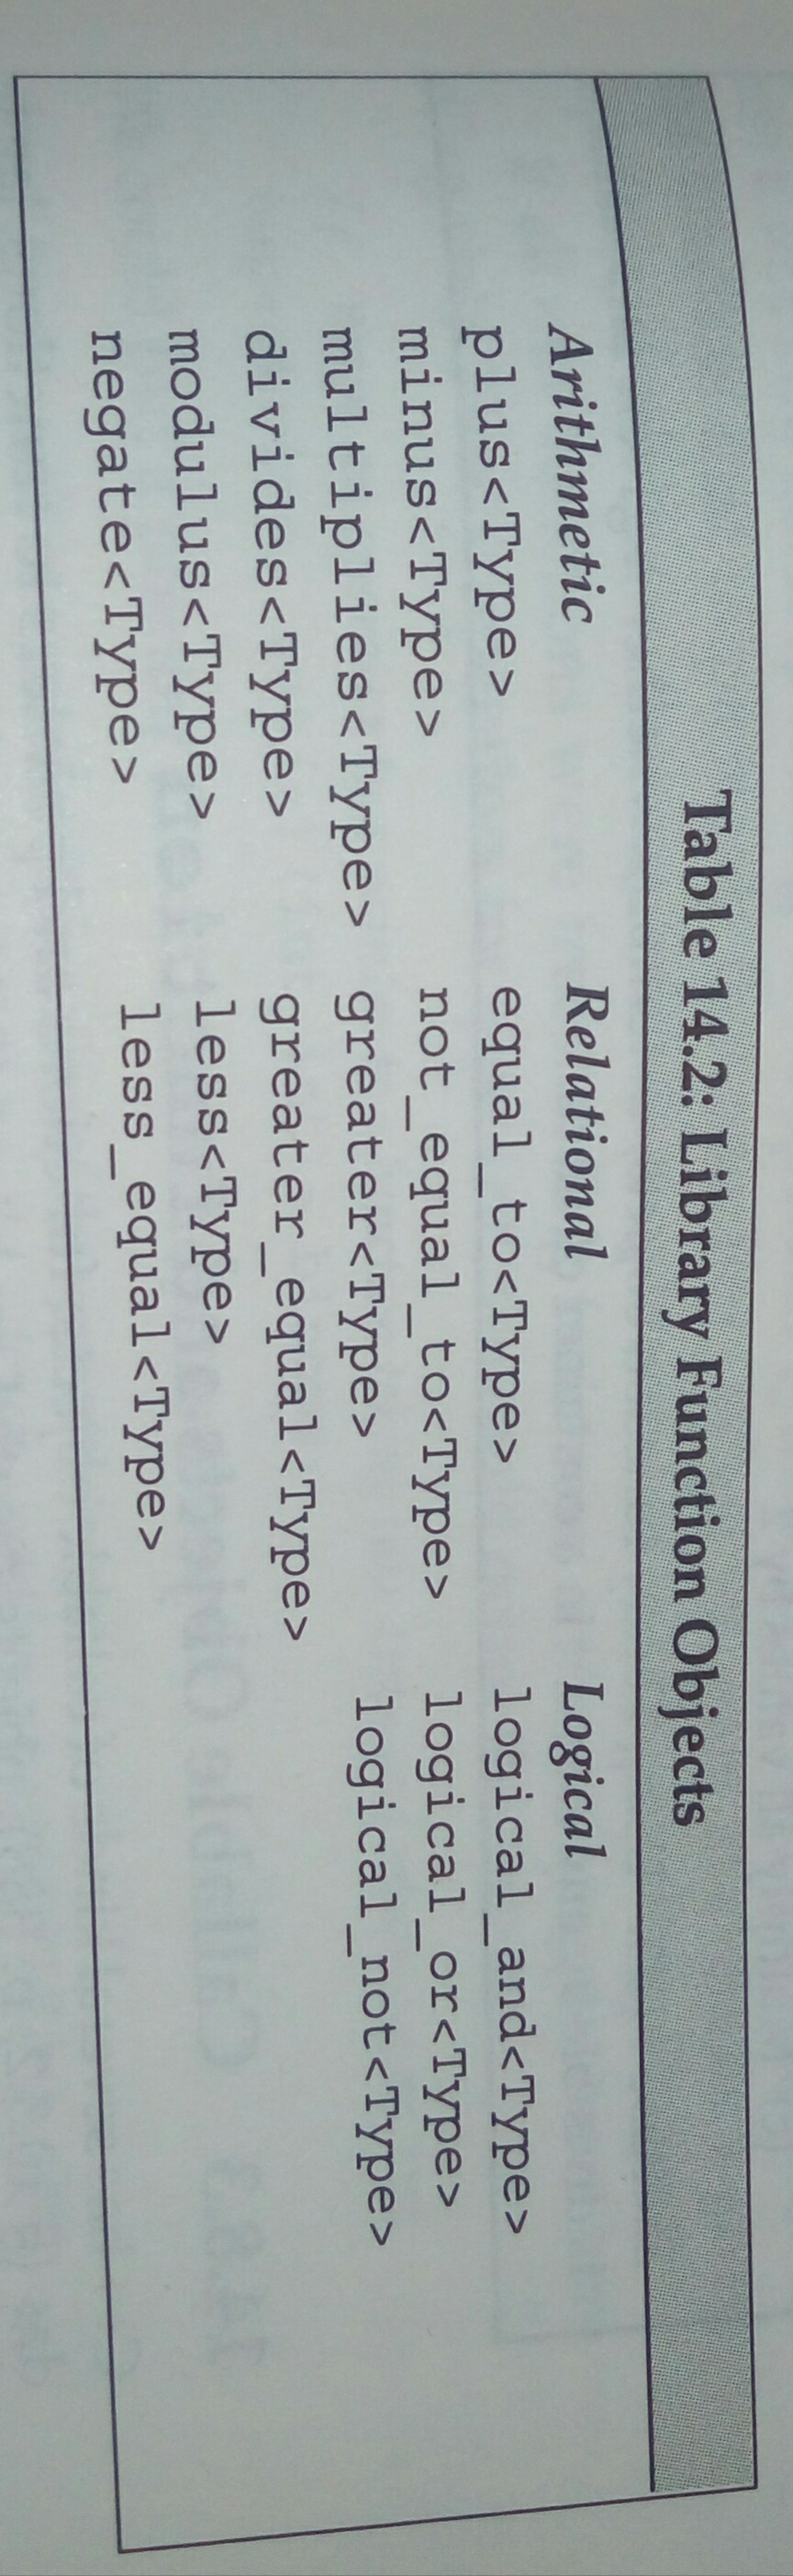 Table 14.2: Library Function Objects
Arithmetic Relational Logical
plus<Type> equal_to<Type> logical_and<Type>
minus<Type> not_equal_to<Type> logical_or<Type>
multiplies<Type> greater<Type> logical_not<Type>
divides<Type> greater_equal<Type>
modulus<Type> less<Type>
negate<Type> less_equal<Type>